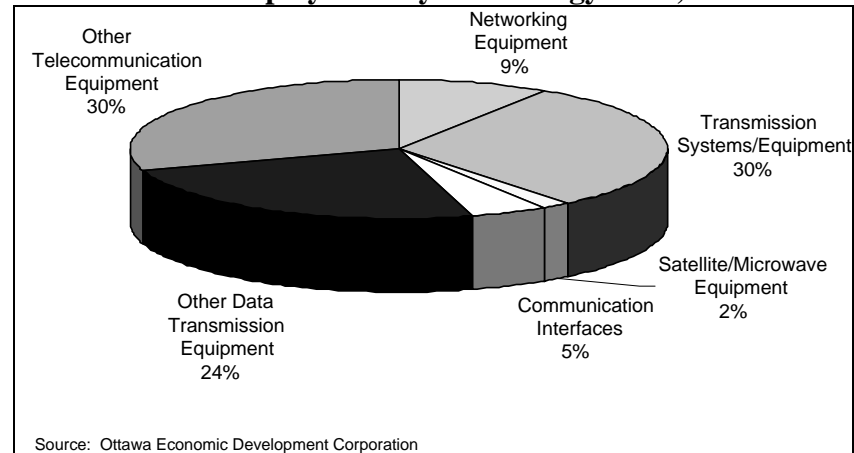 Other
Telecommunication
Equipment
30%
Networking
Equipment
9%
Transmission
Systems/Equipment
30%
Satellite/Microwave
Equipment
2%
Communication
Interfaces
5%
Other Data
Transmission
Equipment
24%
Source: Ottawa Economic Development Corporation